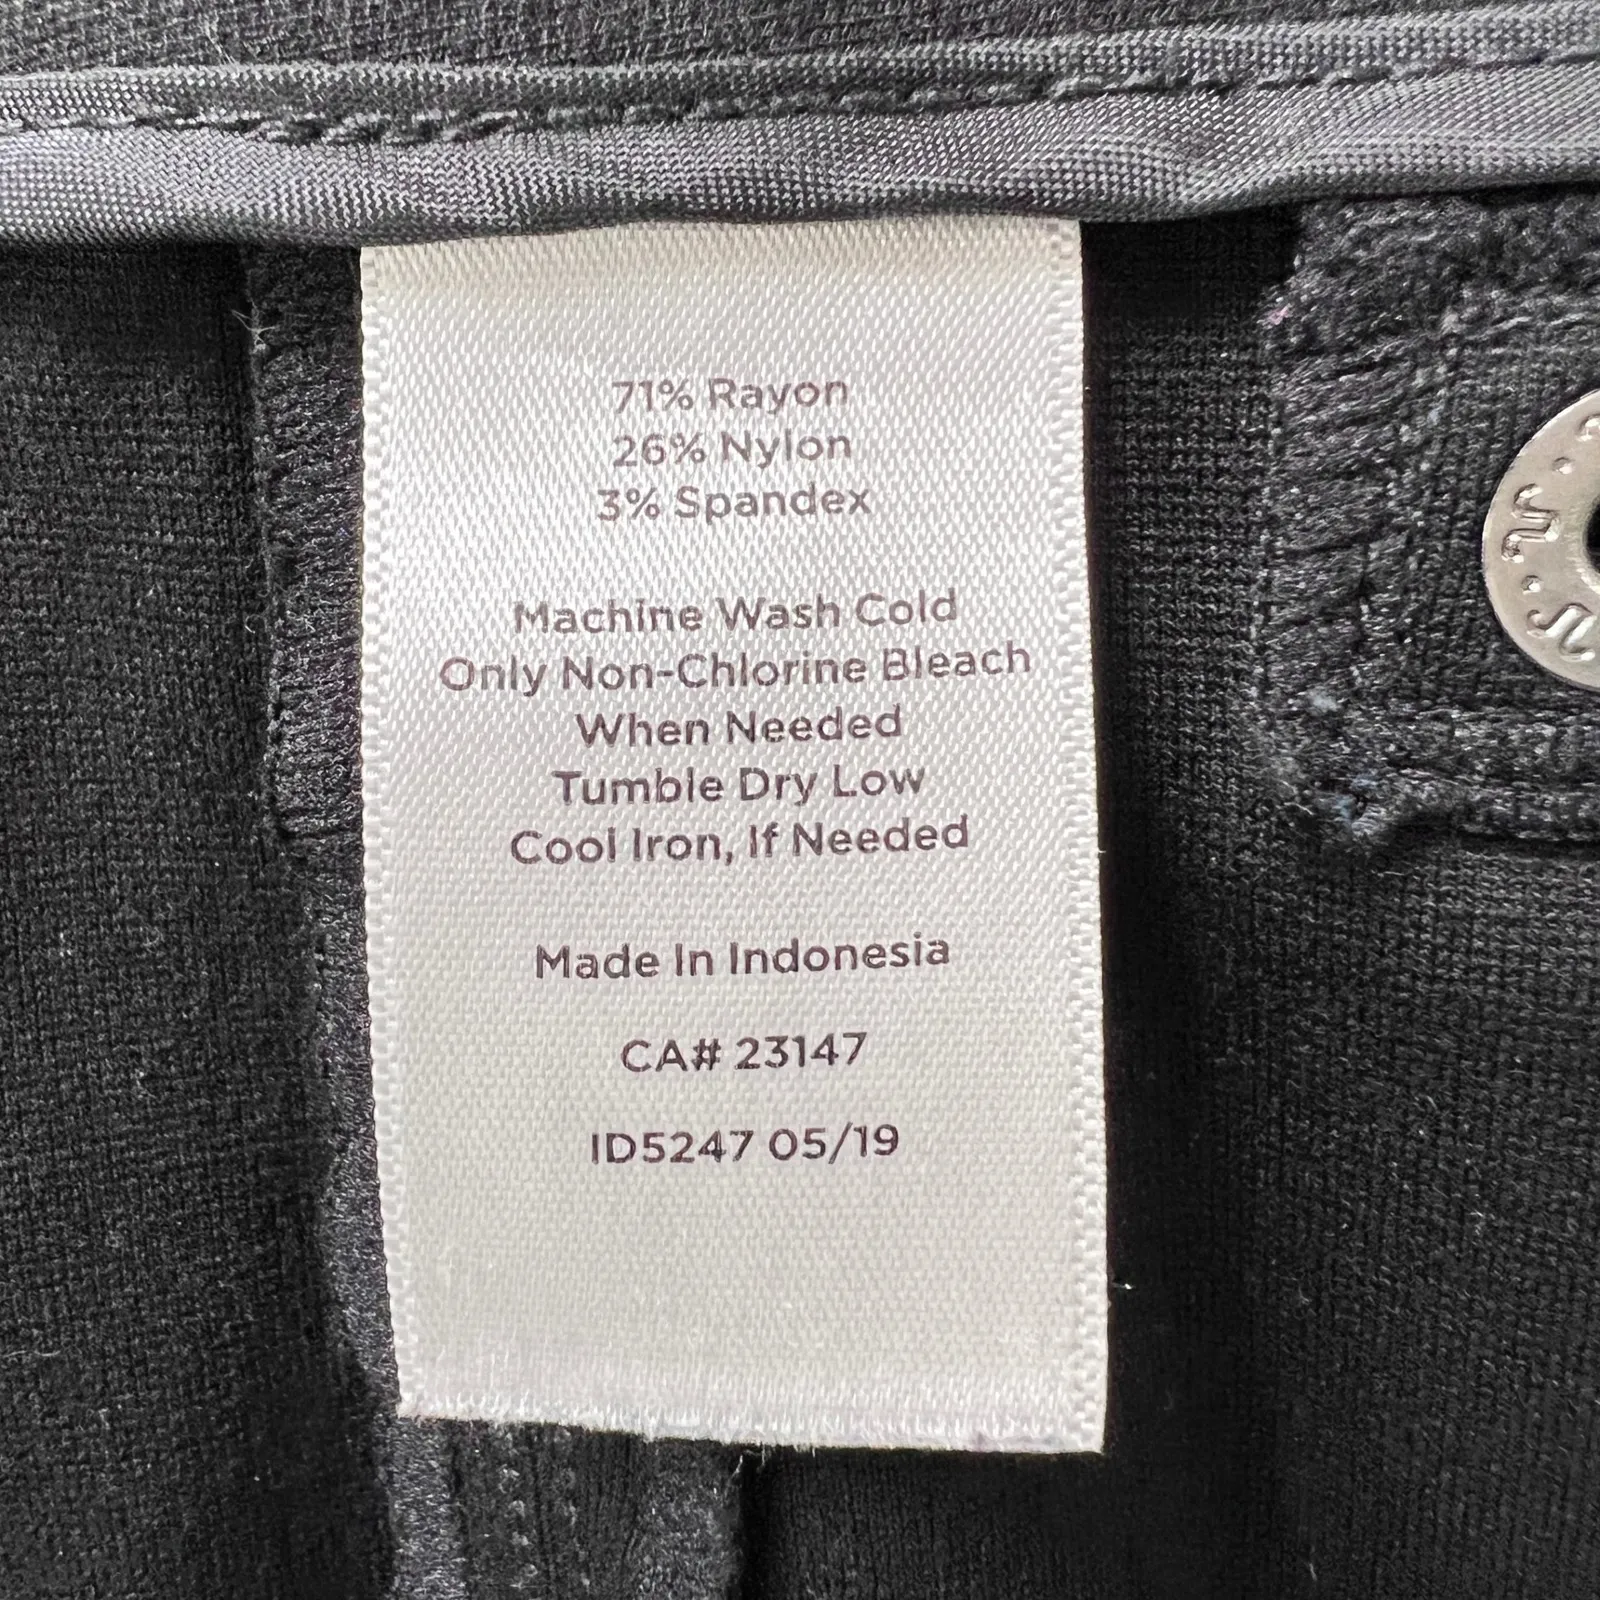 71% Rayon
26% Nylon
3% Spandex
Machine Wash Cold
Only Non-Chlorine Bleach
When Needed
Tumble Dry Low
Cool Iron, If Needed
Made In Indonesia
CA# 23147
ID5247 05/19